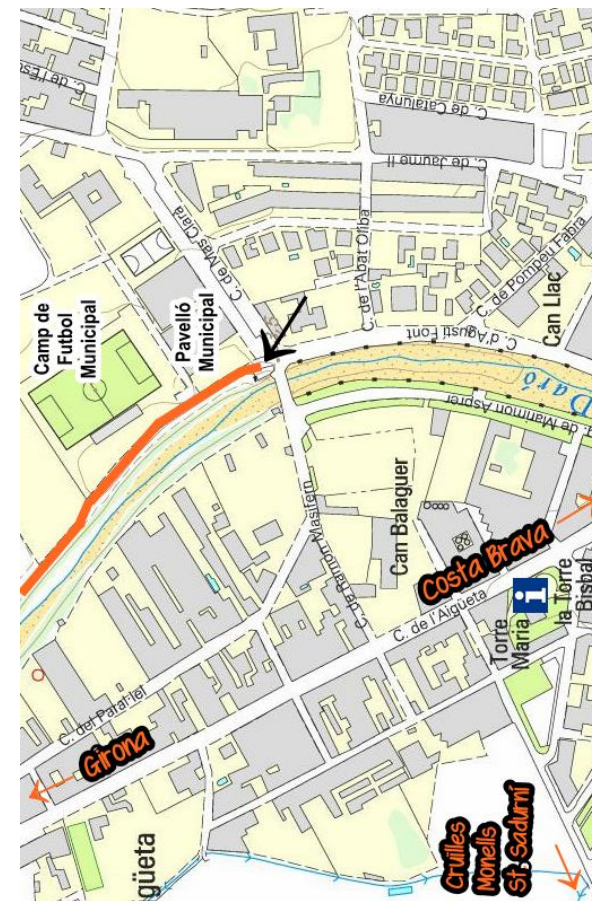 C. de l'Esc
C. de Catalunya
C. de Jaume II
C. de Mas Clarà
C. de l'Abat Oliba
C. de Pompeu Fabra
Camp de
Futbol
Municipal
Pavelló
Municipal
C. d'Agustí Font
Can Llac
Daró
de Marimon Asprer
C. de Ramon Masifern
Can Balaguer
Costa Brava
C. de l'Aigüeta
i
Torre
Maria
la Torre
Bisbal
C. del Paral·lel
Girona
güeta
Cruïlles
Monells
st. Sadurní